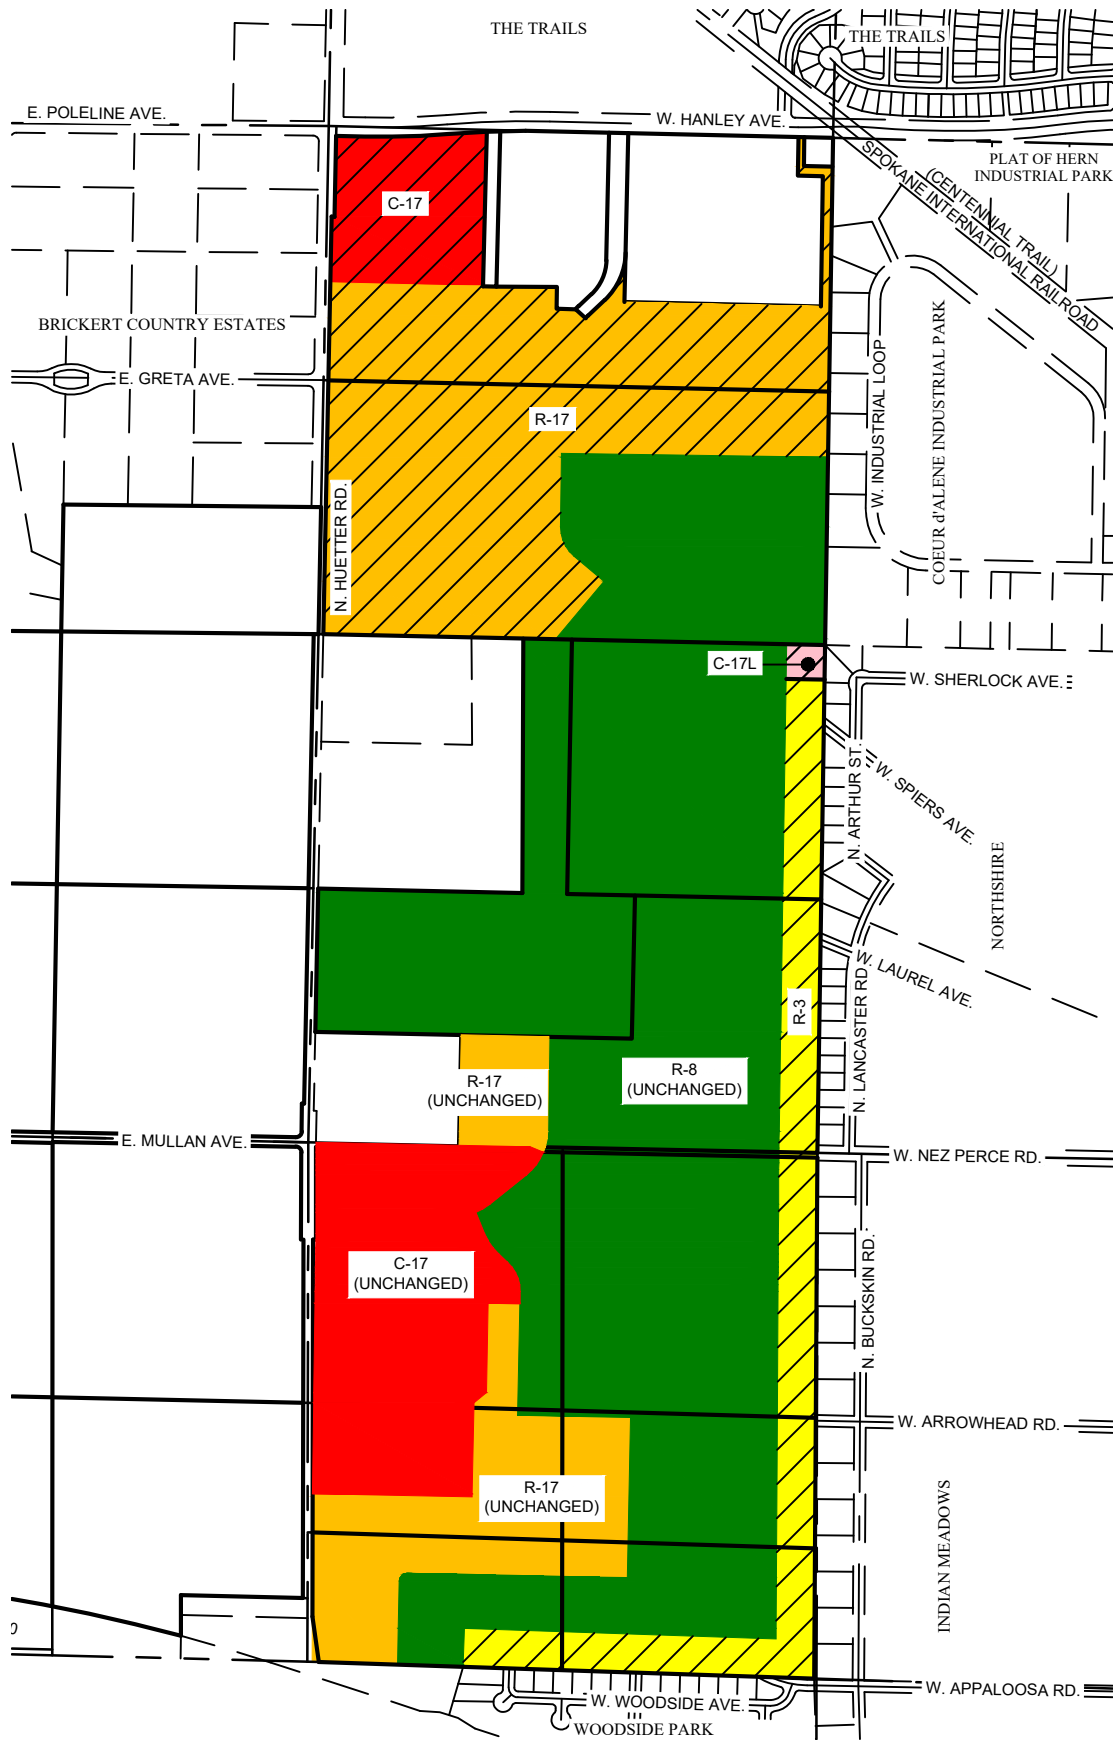 THE TRAILS
THE TRAILS
E. POLELINE AVE.
W. HANLEY AVE.
PLAT OF HERN
INDUSTRIAL PARK
(CENTENNIAL TRAIL)
SPOKANE INTERNATIONAL RAILROAD
C-17
BRICKERT COUNTRY ESTATES
E. GRETA AVE.
W. INDUSTRIAL LOOP
COEUR d'ALENE INDUSTRIAL PARK
R-17
N. HUETTER RD.
C-17L
W. SHERLOCK AVE.
N. ARTHUR ST.
W. SPIERS AVE.
NORTHSHIRE
W. LAUREL AVE.
R-3
N. LANCASTER RD.
R-17
(UNCHANGED)
R-8
(UNCHANGED)
E. MULLAN AVE.
W. NEZ PERCE RD.
C-17
(UNCHANGED)
N. BUCKSKIN RD.
W. ARROWHEAD RD.
R-17
(UNCHANGED)
INDIAN MEADOWS
W. APPALOOSA RD.
W. WOODSIDE AVE.
WOODSIDE PARK